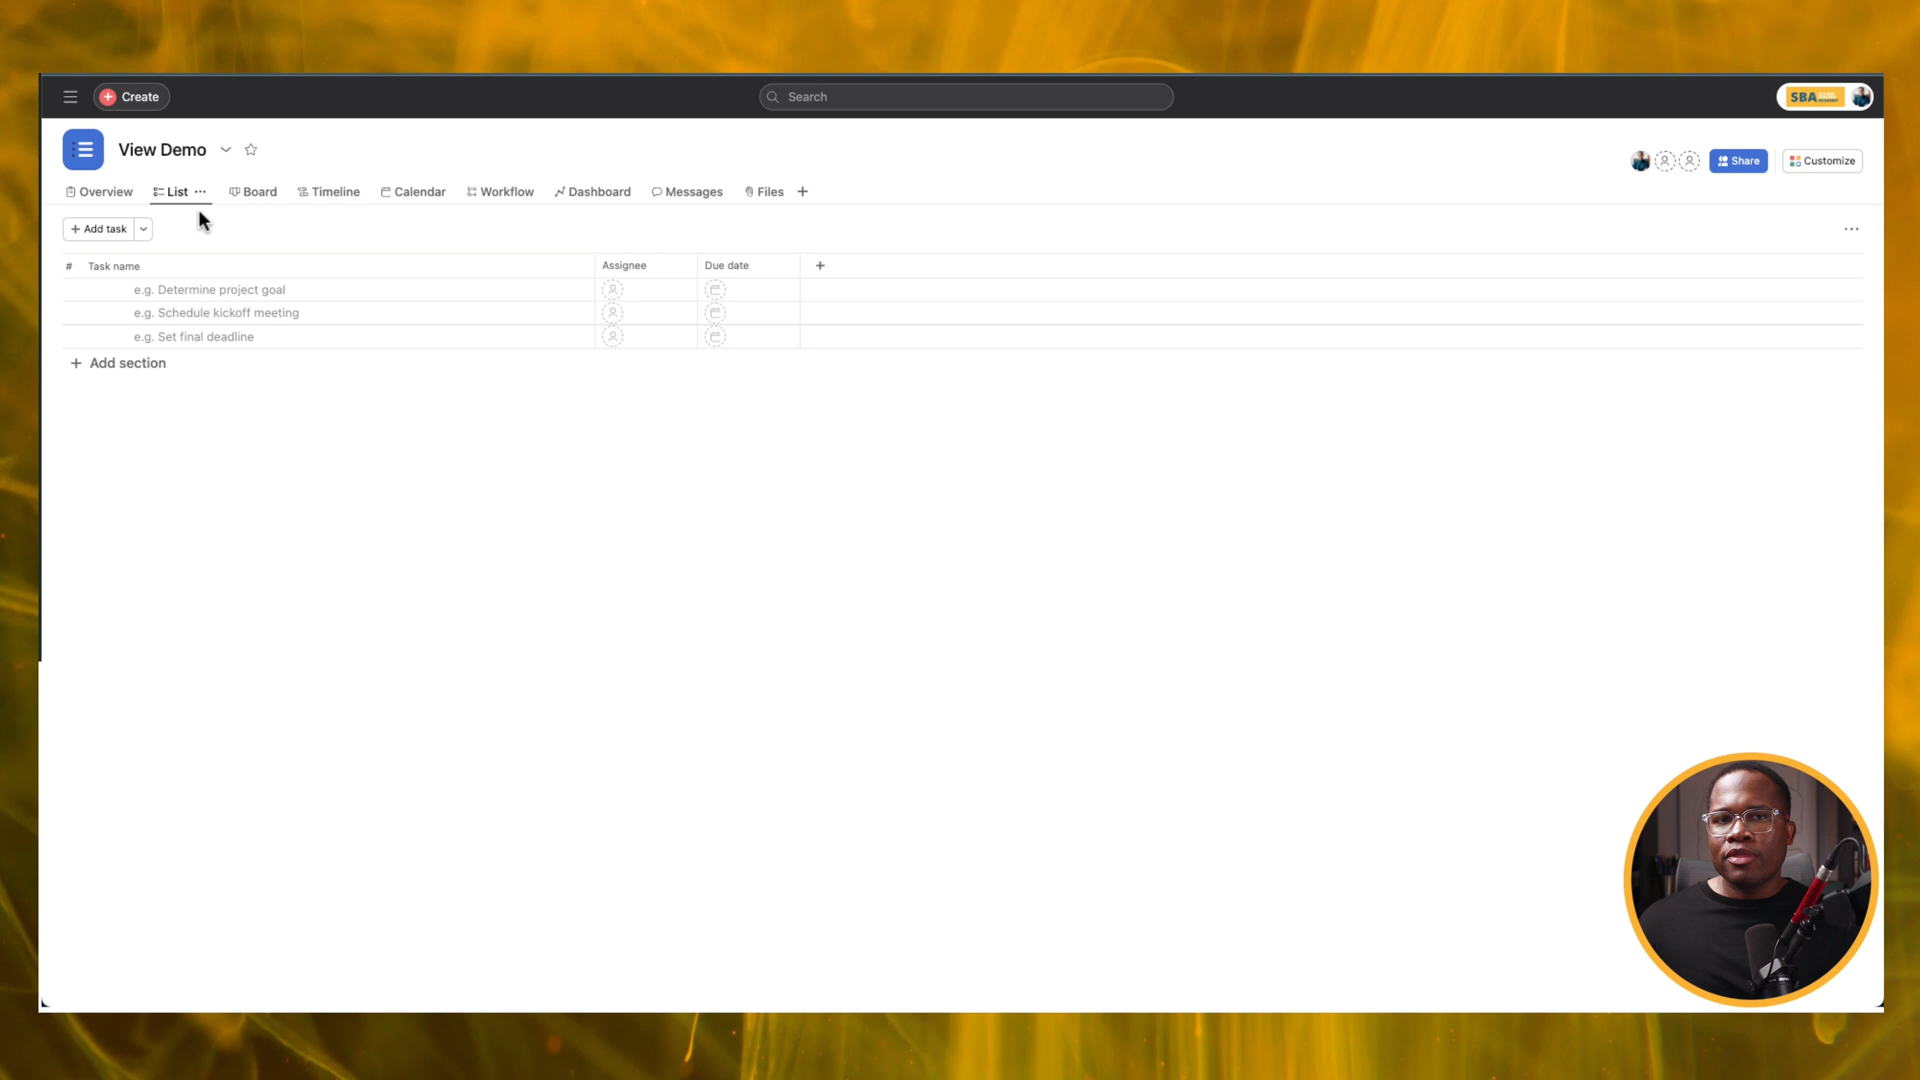 Create
Search
SBA
View Demo
Share
Customize
Overview
List
Board
Timeline
Calendar
Workflow
Dashboard
Messages
Files
Add task
# Task name Assignee Due date
e.g. Determine project goal
e.g. Schedule kickoff meeting
e.g. Set final deadline
Add section